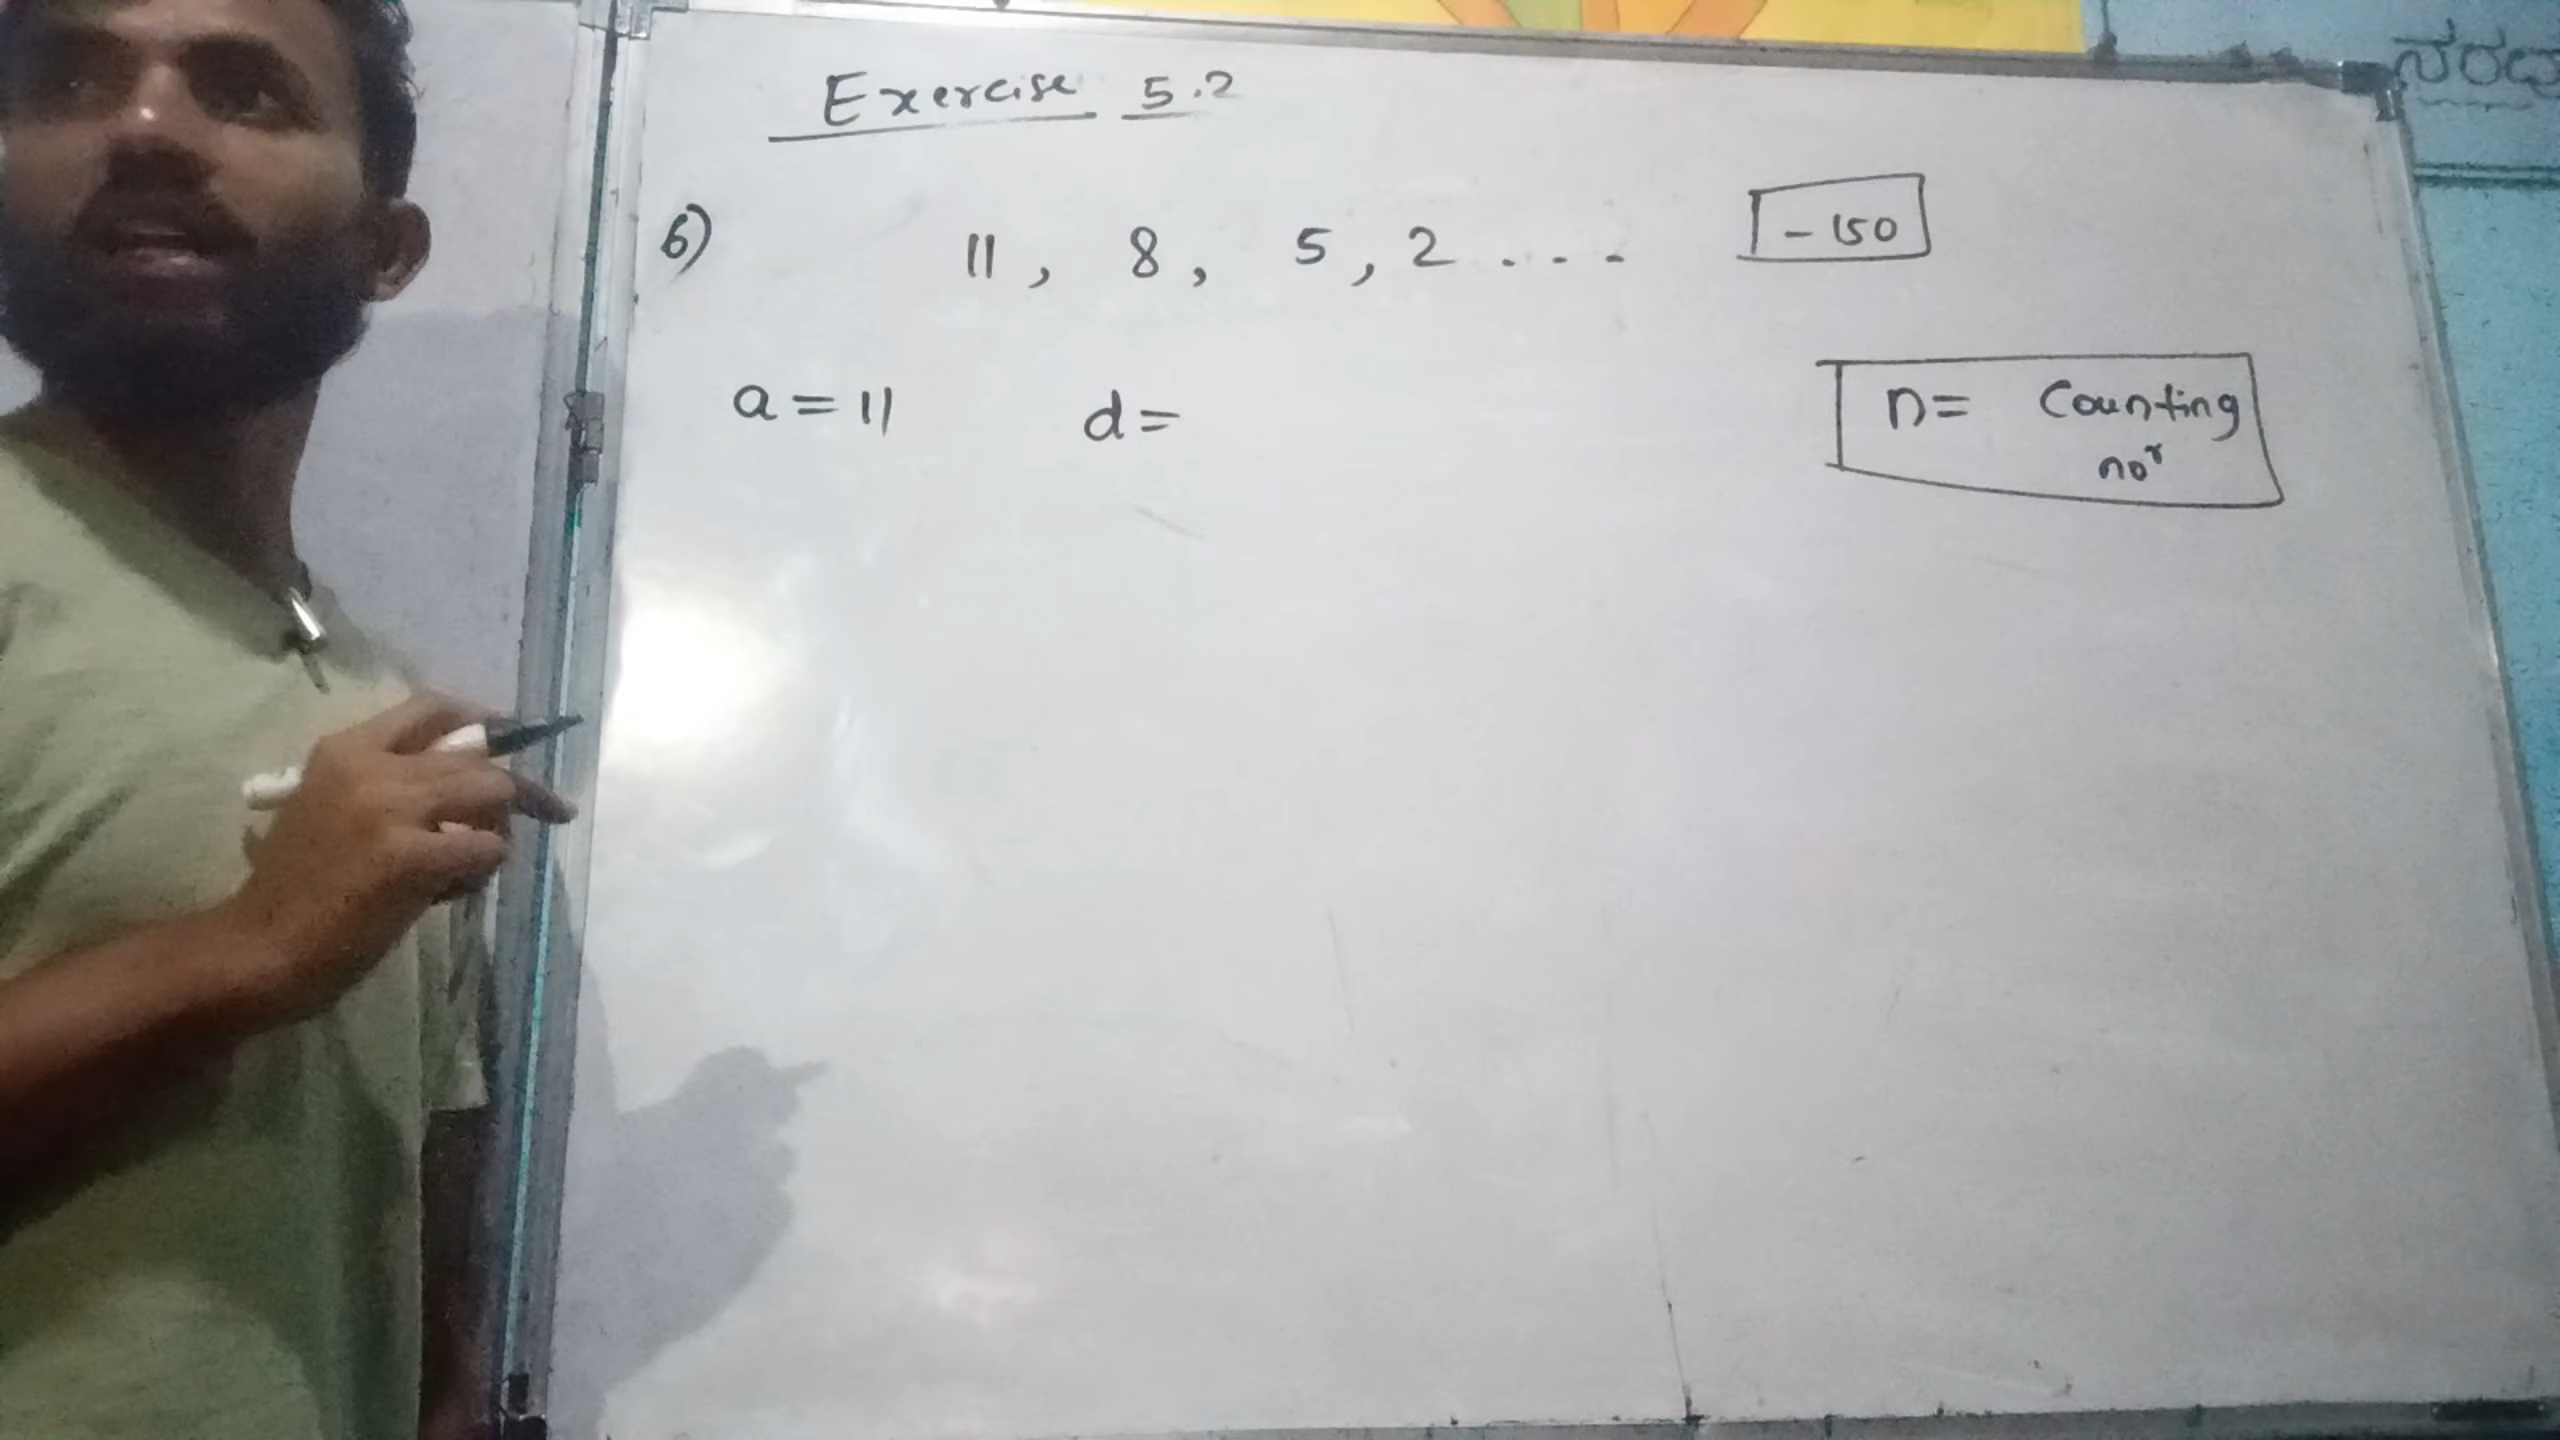 Exercise 5.2
6) 11, 8, 5, 2 .... -150
a = 11 d =
n = Counting
noʳ